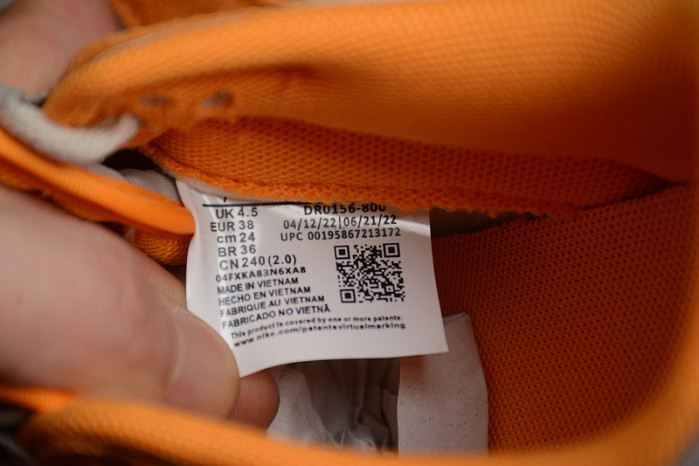 DR0156-800
UK 4.5
04/12/22|06/21/22
EUR 38
UPC 00195867213172
cm 24
BR 36
CN 240 (2.0)
04FXKA83N6XA8
MADE IN VIETNAM
HECHO EN VIETNAM
FABRIQUE AU VIETNAM
FABRICADO NO VIETNÃ
This product is covered by one or more patents:
www.nike.com/patentsvirtualmarking